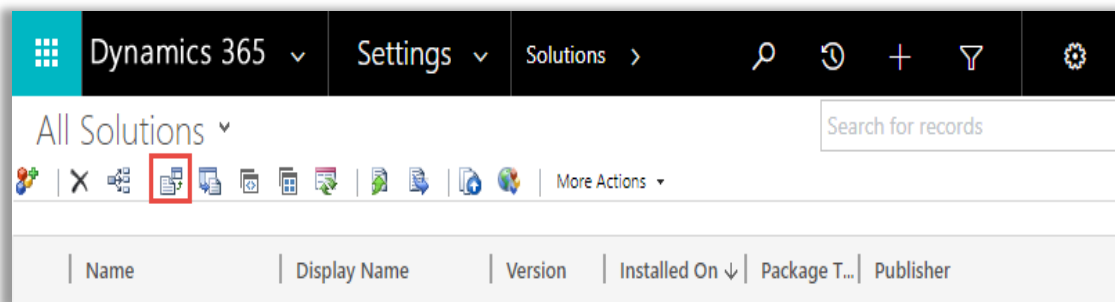 Dynamics 365 Settings Solutions >
All Solutions
Search for records
More Actions
Name Display Name Version Installed On ↓ Package T... Publisher